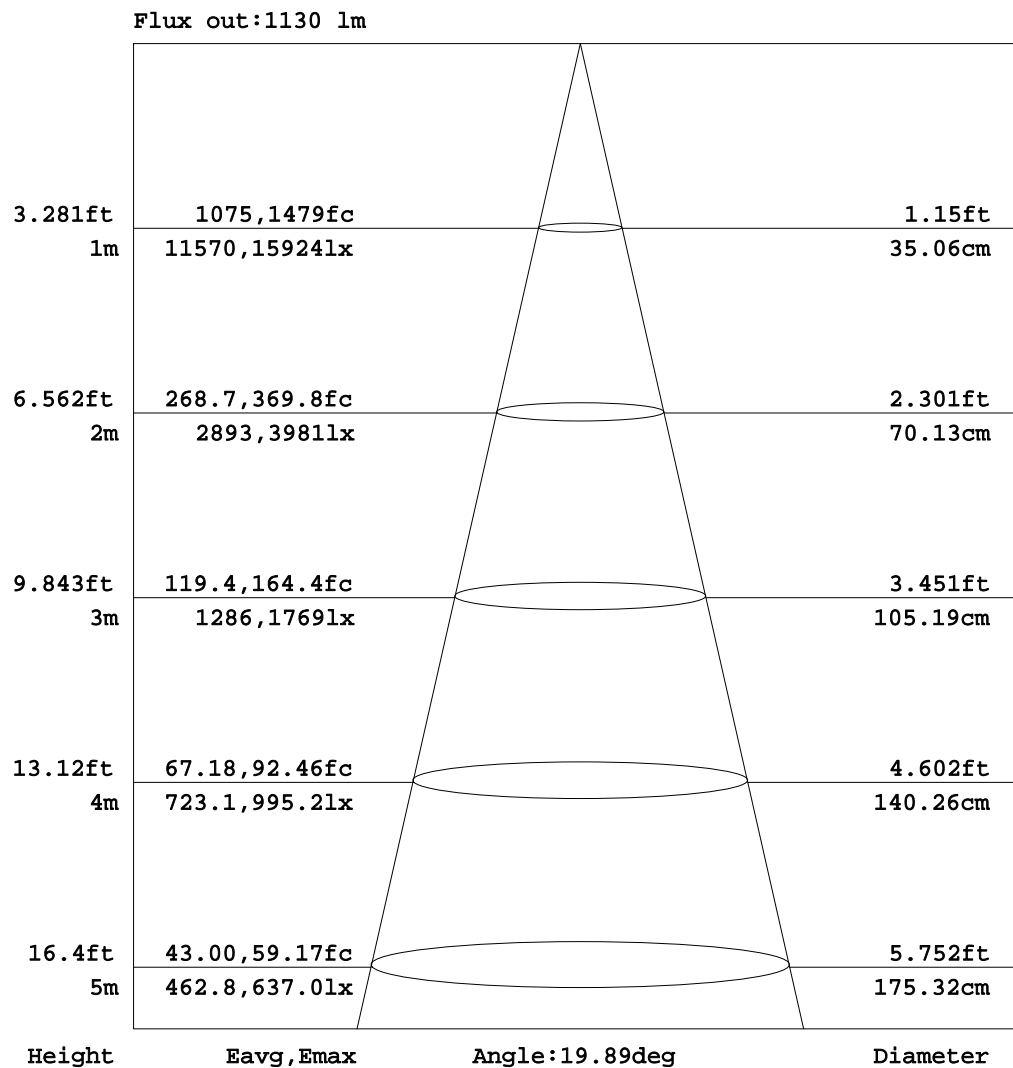 Flux out:1130 lm
3.281ft 1075,1479fc 1.15ft
1m 11570,15924lx 35.06cm
6.562ft 268.7,369.8fc 2.301ft
2m 2893,3981lx 70.13cm
9.843ft 119.4,164.4fc 3.451ft
3m 1286,1769lx 105.19cm
13.12ft 67.18,92.46fc 4.602ft
4m 723.1,995.2lx 140.26cm
16.4ft 43.00,59.17fc 5.752ft
5m 462.8,637.0lx 175.32cm
Height Eavg,Emax Angle:19.89deg Diameter